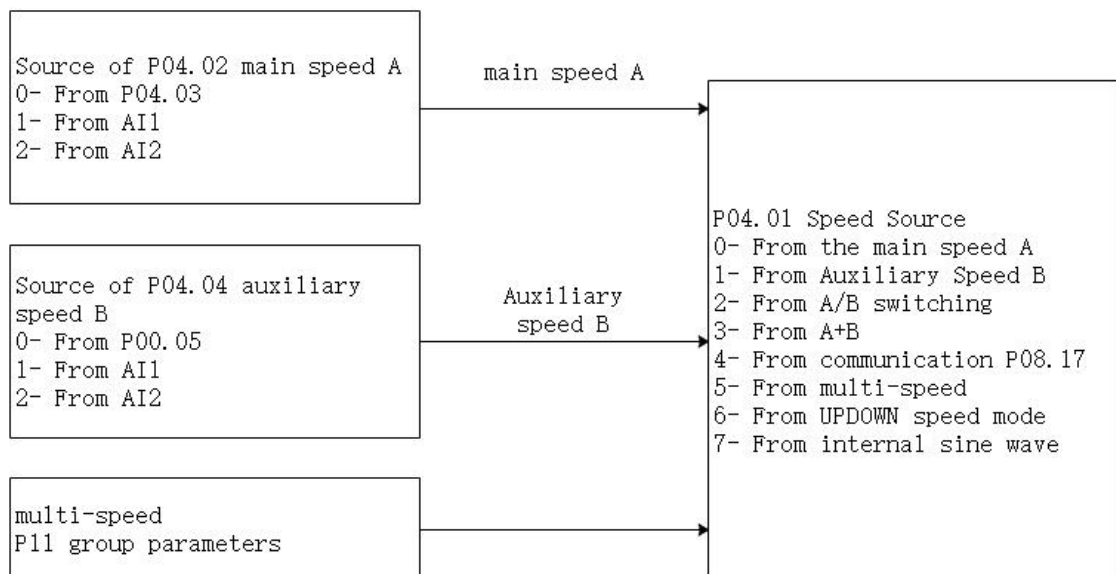 Source of P04.02 main speed A
0- From P04.03
1- From AI1
2- From AI2
main speed A
Source of P04.04 auxiliary
speed B
0- From P00.05
1- From AI1
2- From AI2
Auxiliary
speed B
multi-speed
P11 group parameters
P04.01 Speed Source
0- From the main speed A
1- From Auxiliary Speed B
2- From A/B switching
3- From A+B
4- From communication P08.17
5- From multi-speed
6- From UPDOWN speed mode
7- From internal sine wave